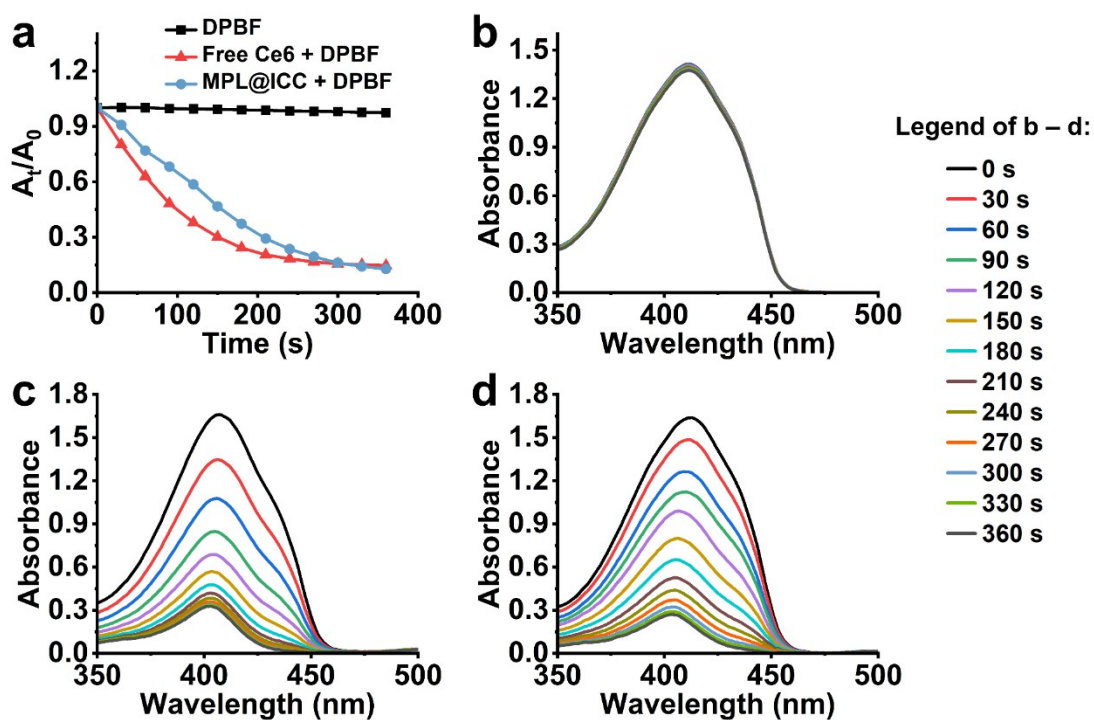 a
DPBF
Free Ce6 + DPBF
MPL@ICC + DPBF
1.2
0.9
0.6
0.3
0.0
Aₜ/A₀
0 100 200 300 400
Time (s)
b
1.5
1.2
0.9
0.6
0.3
0.0
Absorbance
350 400 450 500
Wavelength (nm)
Legend of b – d:
0 s
30 s
60 s
90 s
120 s
150 s
180 s
210 s
240 s
270 s
300 s
330 s
360 s
c
1.8
1.5
1.2
0.9
0.6
0.3
0.0
Absorbance
350 400 450 500
Wavelength (nm)
d
1.8
1.5
1.2
0.9
0.6
0.3
0.0
Absorbance
350 400 450 500
Wavelength (nm)